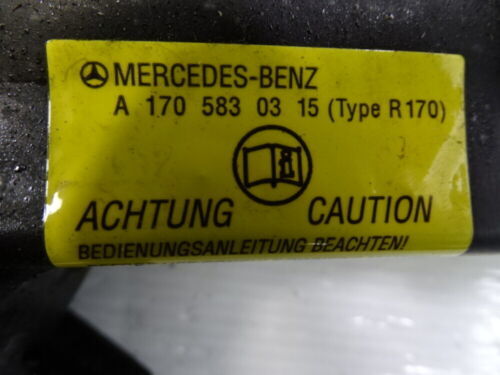 MERCEDES-BENZ
A 170 583 03 15 (Type R170)
ACHTUNG CAUTION
BEDIENUNGSANLEITUNG BEACHTEN!